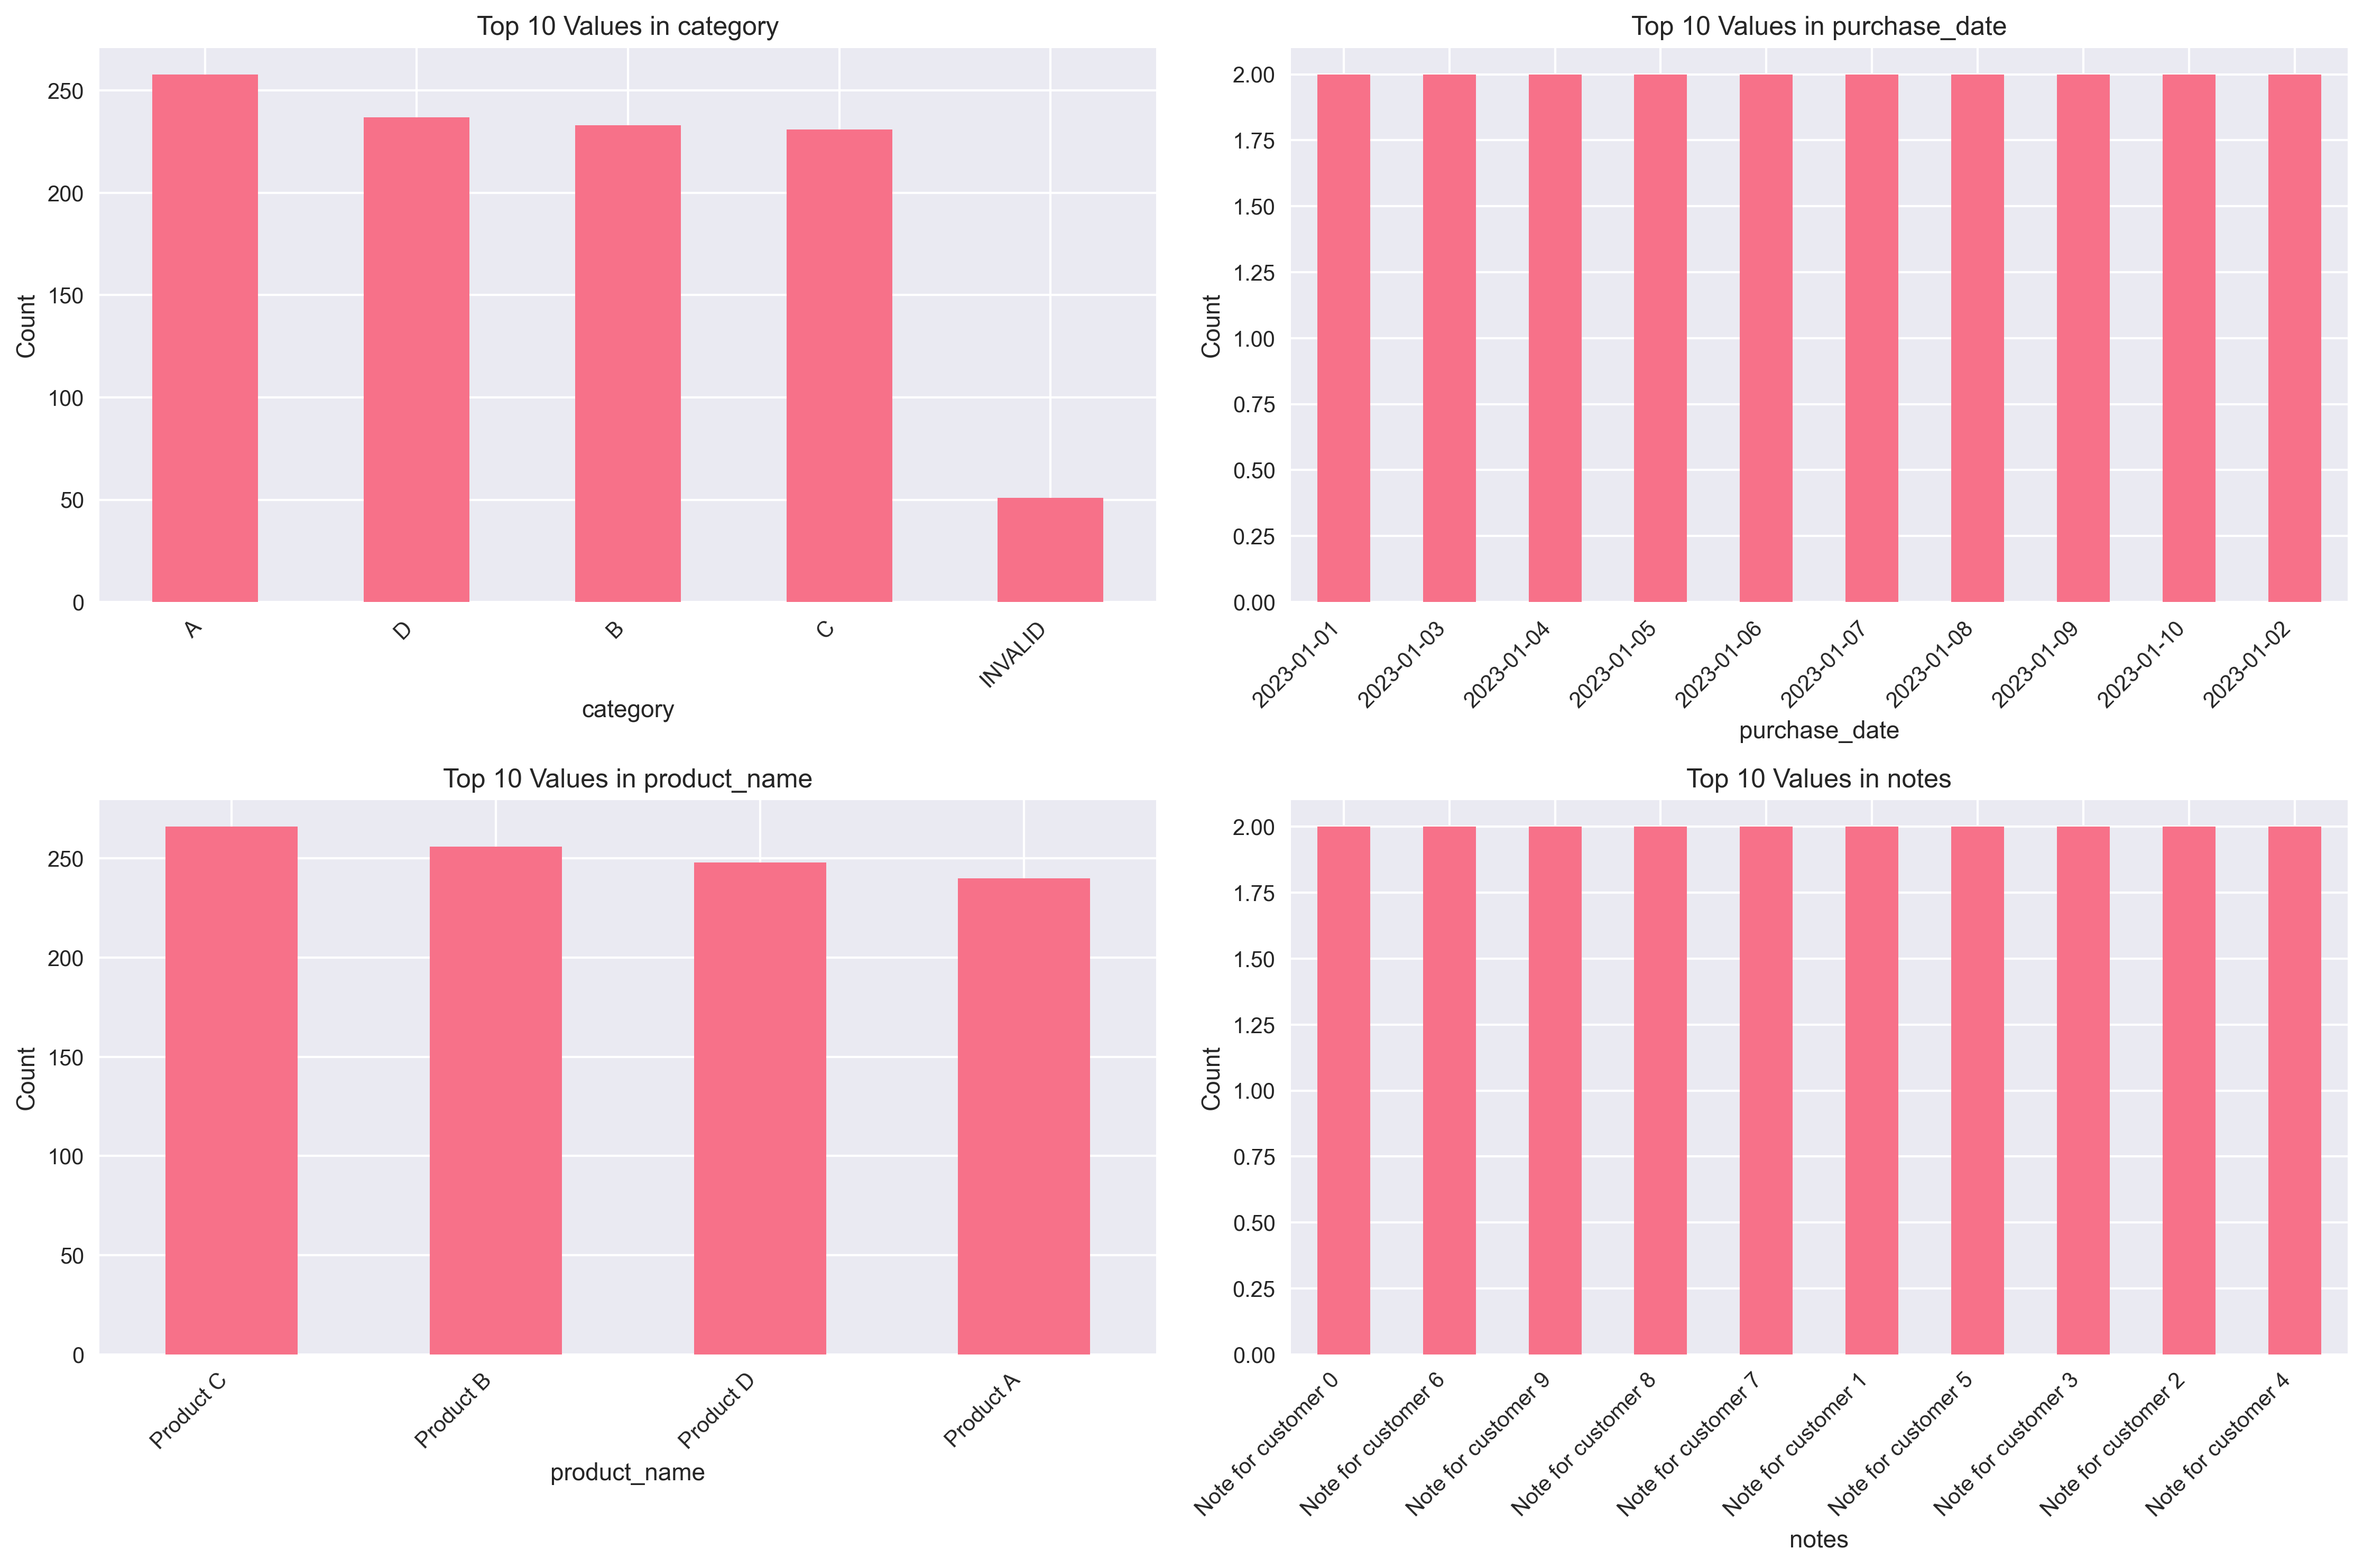 Top 10 Values in category
Count
250
200
150
100
50
0
A
D
B
C
INVALID
category
Top 10 Values in purchase_date
Count
2.00
1.75
1.50
1.25
1.00
0.75
0.50
0.25
0.00
2023-01-01
2023-01-03
2023-01-04
2023-01-05
2023-01-06
2023-01-07
2023-01-08
2023-01-09
2023-01-10
2023-01-02
purchase_date
Top 10 Values in product_name
Count
250
200
150
100
50
0
Product C
Product B
Product D
Product A
product_name
Top 10 Values in notes
Count
2.00
1.75
1.50
1.25
1.00
0.75
0.50
0.25
0.00
Note for customer 0
Note for customer 6
Note for customer 9
Note for customer 8
Note for customer 7
Note for customer 1
Note for customer 5
Note for customer 3
Note for customer 2
Note for customer 4
notes